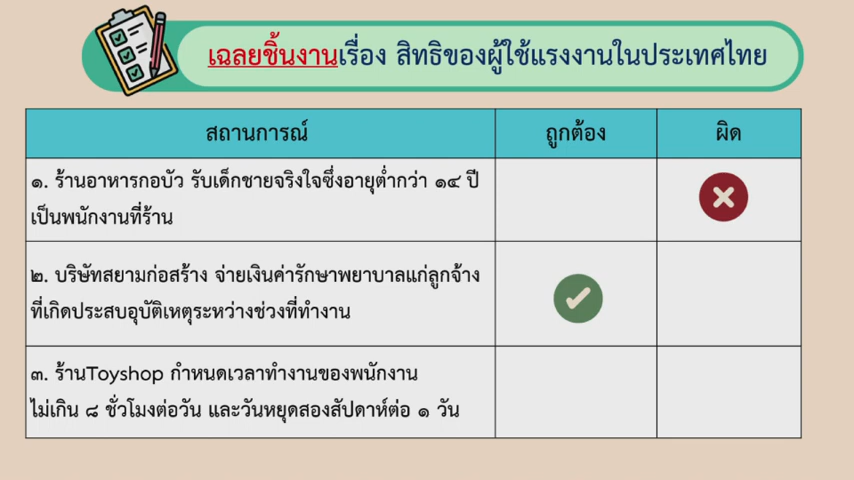 เฉลยชิ้นงานเรื่อง สิทธิของผู้ใช้แรงงานในประเทศไทย
สถานการณ์ ถูกต้อง ผิด
๑. ร้านอาหารกอบัว รับเด็กชายจริงใจซึ่งอายุต่ำกว่า ๑๔ ปี
เป็นพนักงานที่ร้าน
๒. บริษัทสยามก่อสร้าง จ่ายเงินค่ารักษาพยาบาลแก่ลูกจ้าง
ที่เกิดประสบอุบัติเหตุระหว่างช่วงที่ทำงาน
๓. ร้านToyshop กำหนดเวลาทำงานของพนักงาน
ไม่เกิน ๘ ชั่วโมงต่อวัน และวันหยุดสองสัปดาห์ต่อ ๑ วัน